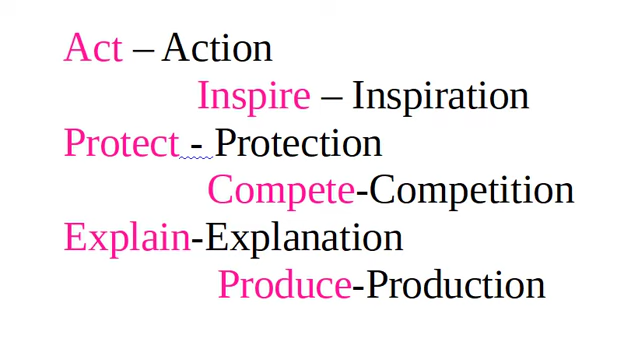 Act – Action
Inspire – Inspiration
Protect - Protection
Compete-Competition
Explain-Explanation
Produce-Production